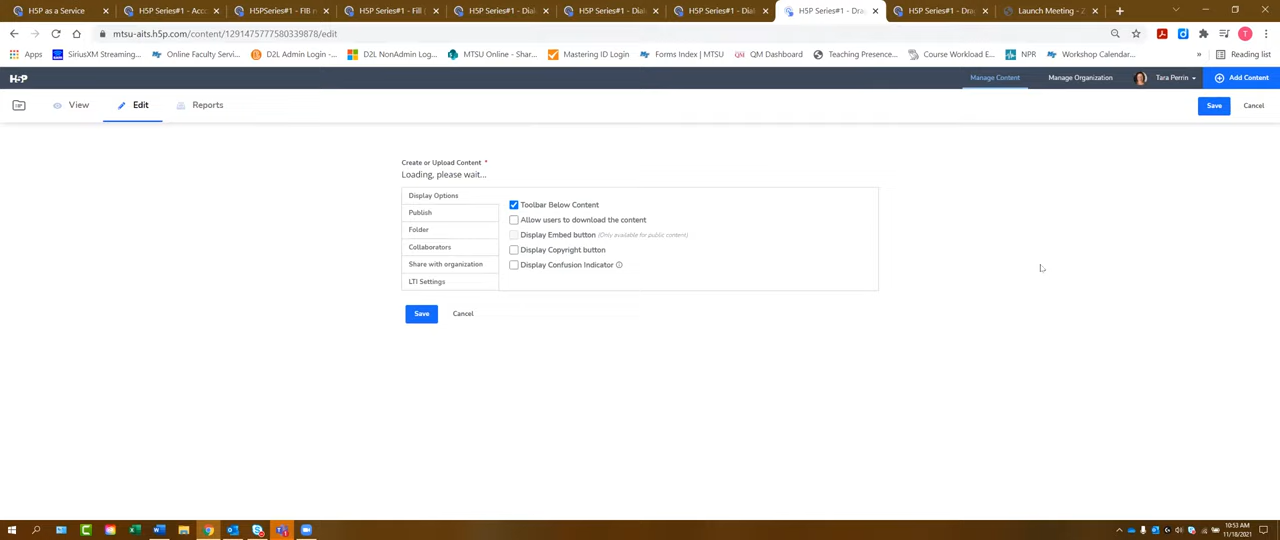 H5P as a Service
H5P Series#1 - Acco
H5PSeries#1 - Fill n
H5P Series#1 - Fill (
H5P Series#1 - Dial
H5P Series#1 - Dial
H5P Series#1 - Dial
H5P Series#1 - Dra
H5P Series#1 - Dra
Launch Meeting - Z
mtsu-aits.h5p.com/content/1291475777580339878/edit
Apps
SiriusXM Streaming...
Online Faculty Servi...
D2L Admin Login -...
D2L NonAdmin Log...
MTSU Online - Shar...
Mastering ID Login
Forms Index | MTSU
QM Dashboard
Teaching Presence...
Course Workload E...
NPR
Workshop Calendar...
»
Reading list
H5P
Manage Content
Manage Organization
Tara Perrin
Add Content
View
Edit
Reports
Save
Cancel
Create or Upload Content *
Loading, please wait...
Display Options
Publish
Folder
Collaborators
Share with organization
LTI Settings
Toolbar Below Content
Allow users to download the content
Display Embed button (Only available for public content)
Display Copyright button
Display Confusion Indicator
Save
Cancel
10:53 AM
11/18/2021